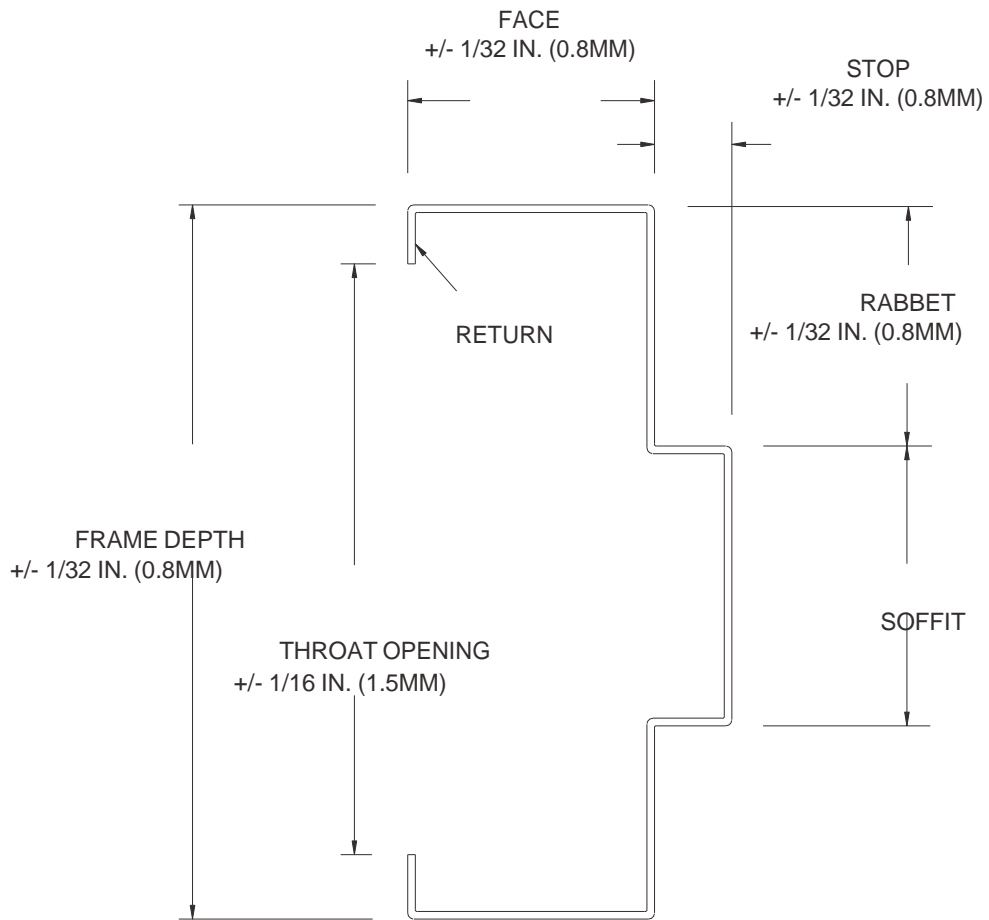 FACE
+/- 1/32 IN. (0.8MM)
STOP
+/- 1/32 IN. (0.8MM)
RABBET
+/- 1/32 IN. (0.8MM)
RETURN
FRAME DEPTH
+/- 1/32 IN. (0.8MM)
SOFFIT
THROAT OPENING
+/- 1/16 IN. (1.5MM)